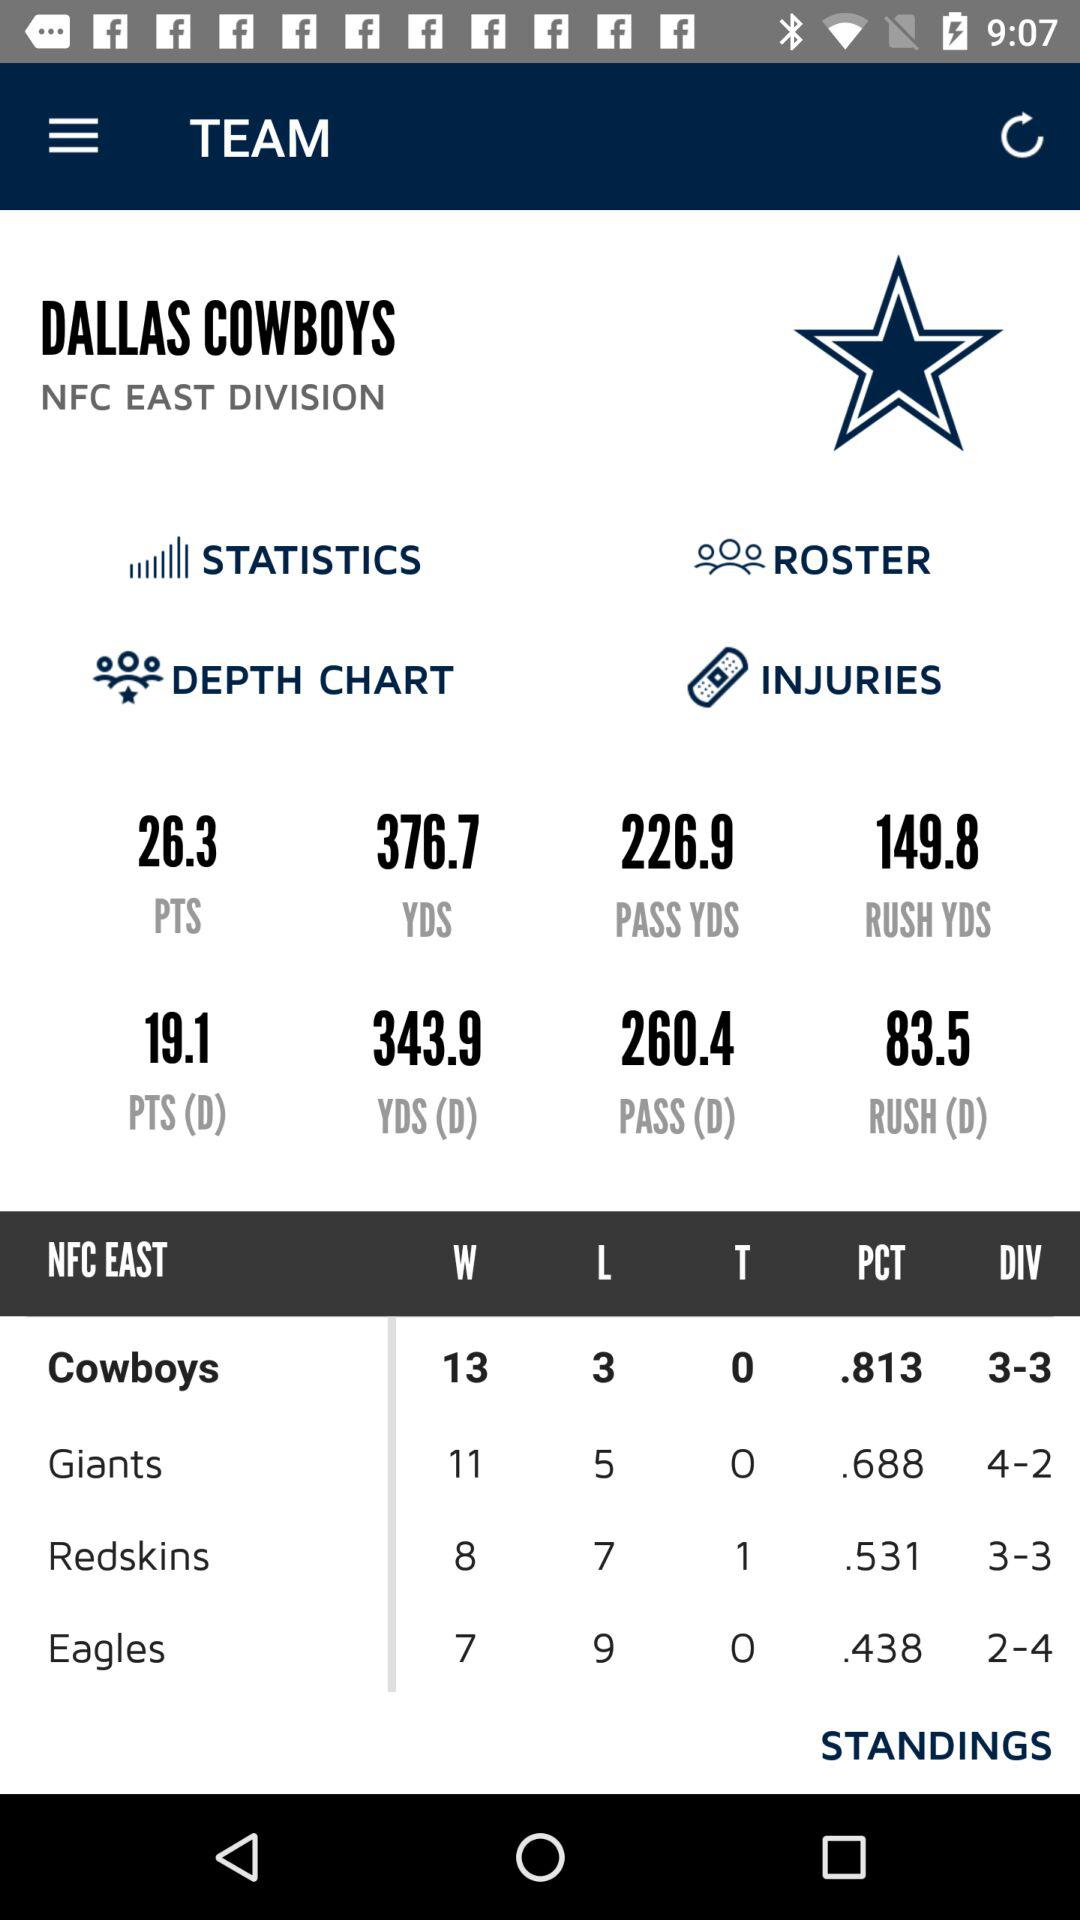 9:07
TEAM
DALLAS COWBOYS
NFC EAST DIVISION
STATISTICS ROSTER
DEPTH CHART INJURIES
26.3 376.7 226.9 149.8
PTS YDS PASS YDS RUSH YDS
19.1 343.9 260.4 83.5
PTS (D) YDS (D) PASS (D) RUSH (D)
NFC EAST W L T PCT DIV
Cowboys 13 3 0 .813 3-3
Giants 11 5 0 .688 4-2
Redskins 8 7 1 .531 3-3
Eagles 7 9 0 .438 2-4
STANDINGS